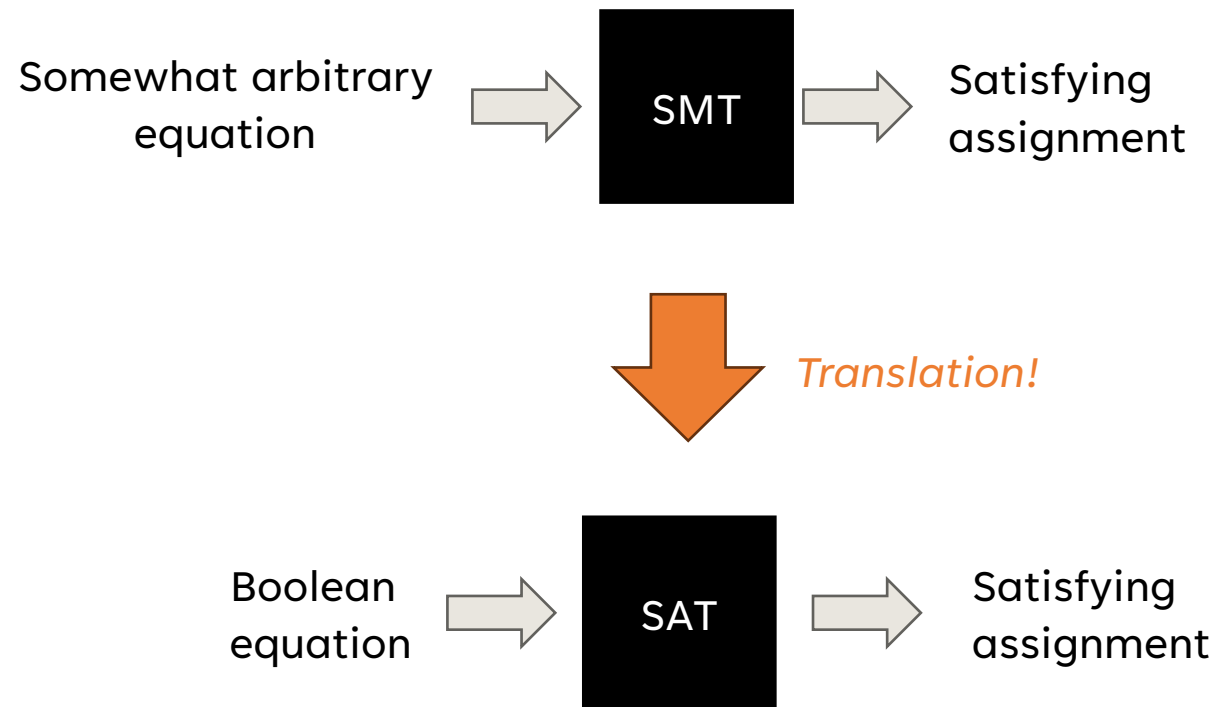 Somewhat arbitrary
equation
SMT
Satisfying
assignment
Translation!
Boolean
equation
SAT
Satisfying
assignment